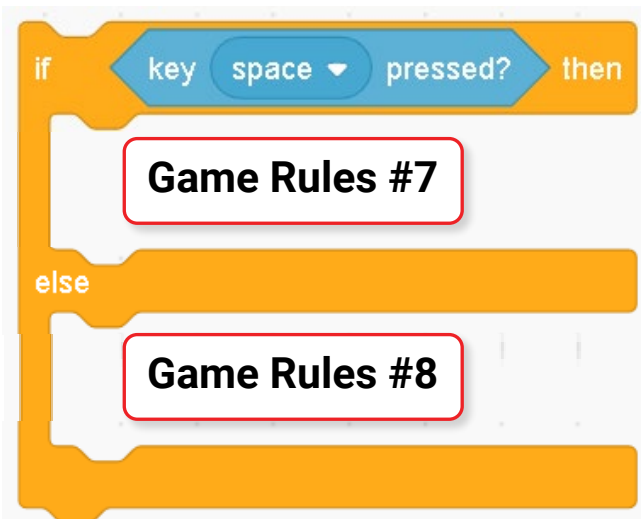 if key space pressed? then
Game Rules #7
else
Game Rules #8